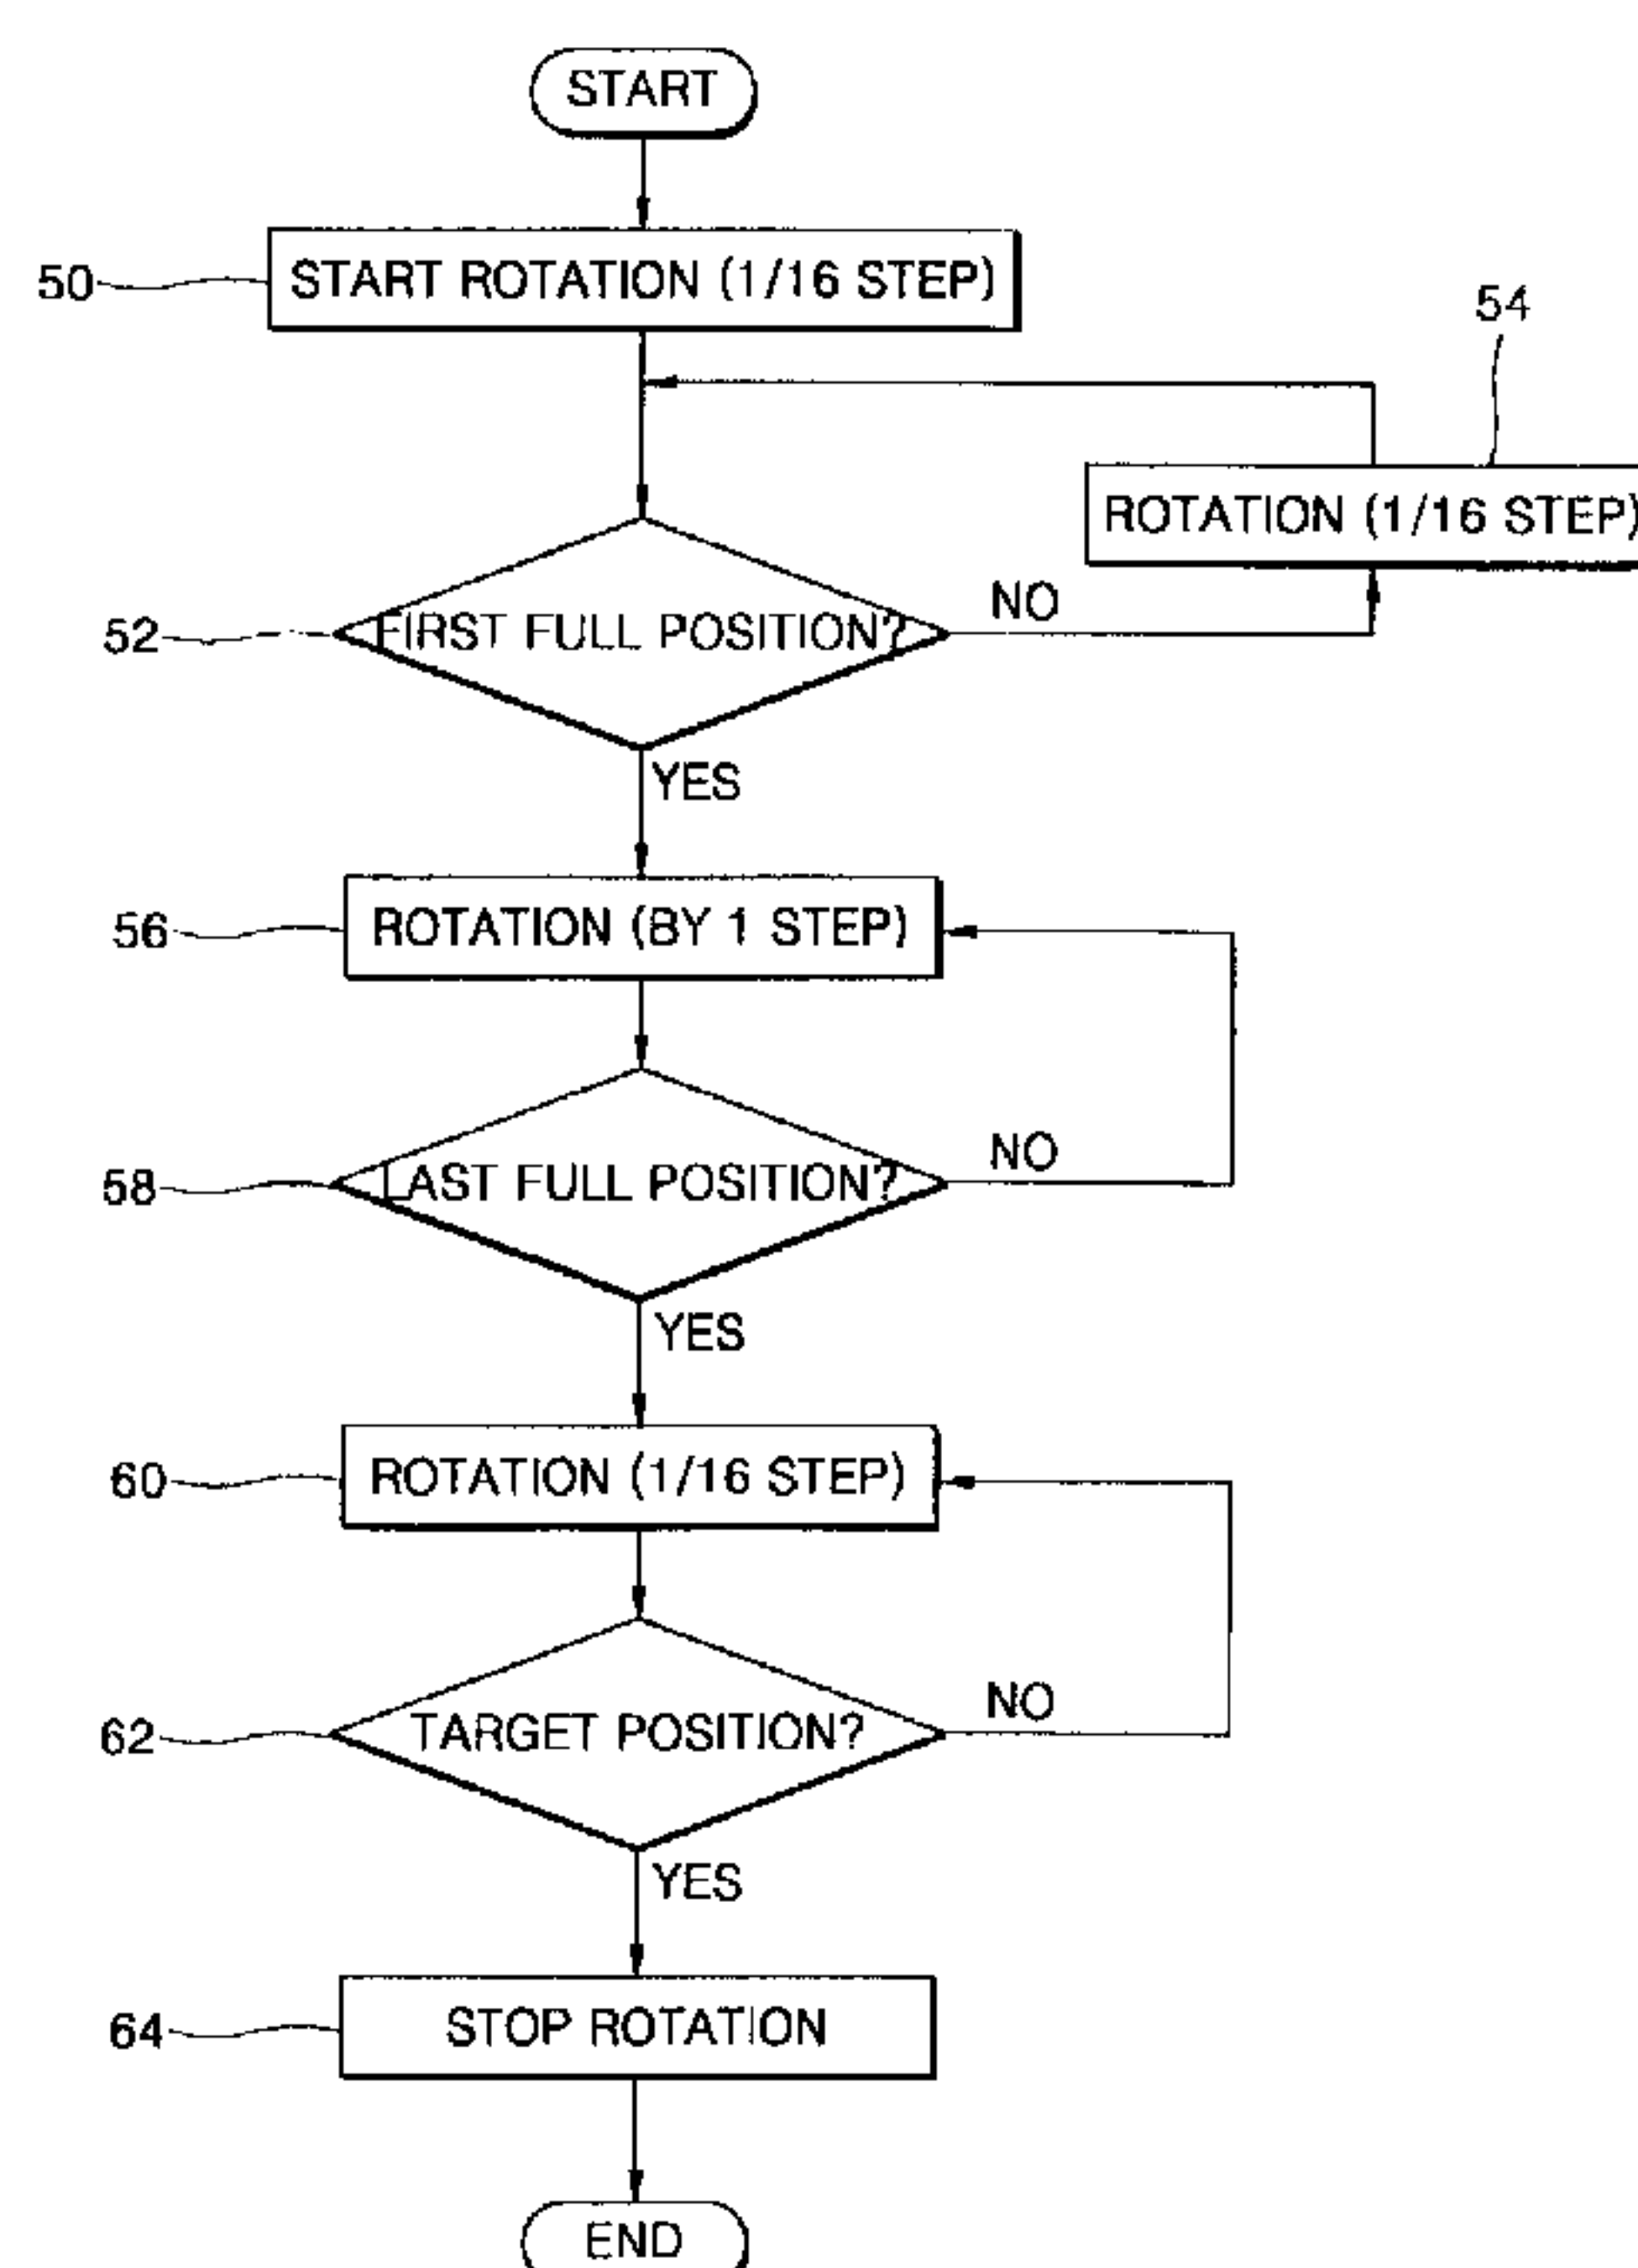 START
50
START ROTATION (1/16 STEP)
54
ROTATION (1/16 STEP)
52
FIRST FULL POSITION?
NO
YES
56
ROTATION (BY 1 STEP)
58
LAST FULL POSITION?
NO
YES
60
ROTATION (1/16 STEP)
62
TARGET POSITION?
NO
YES
64
STOP ROTATION
END